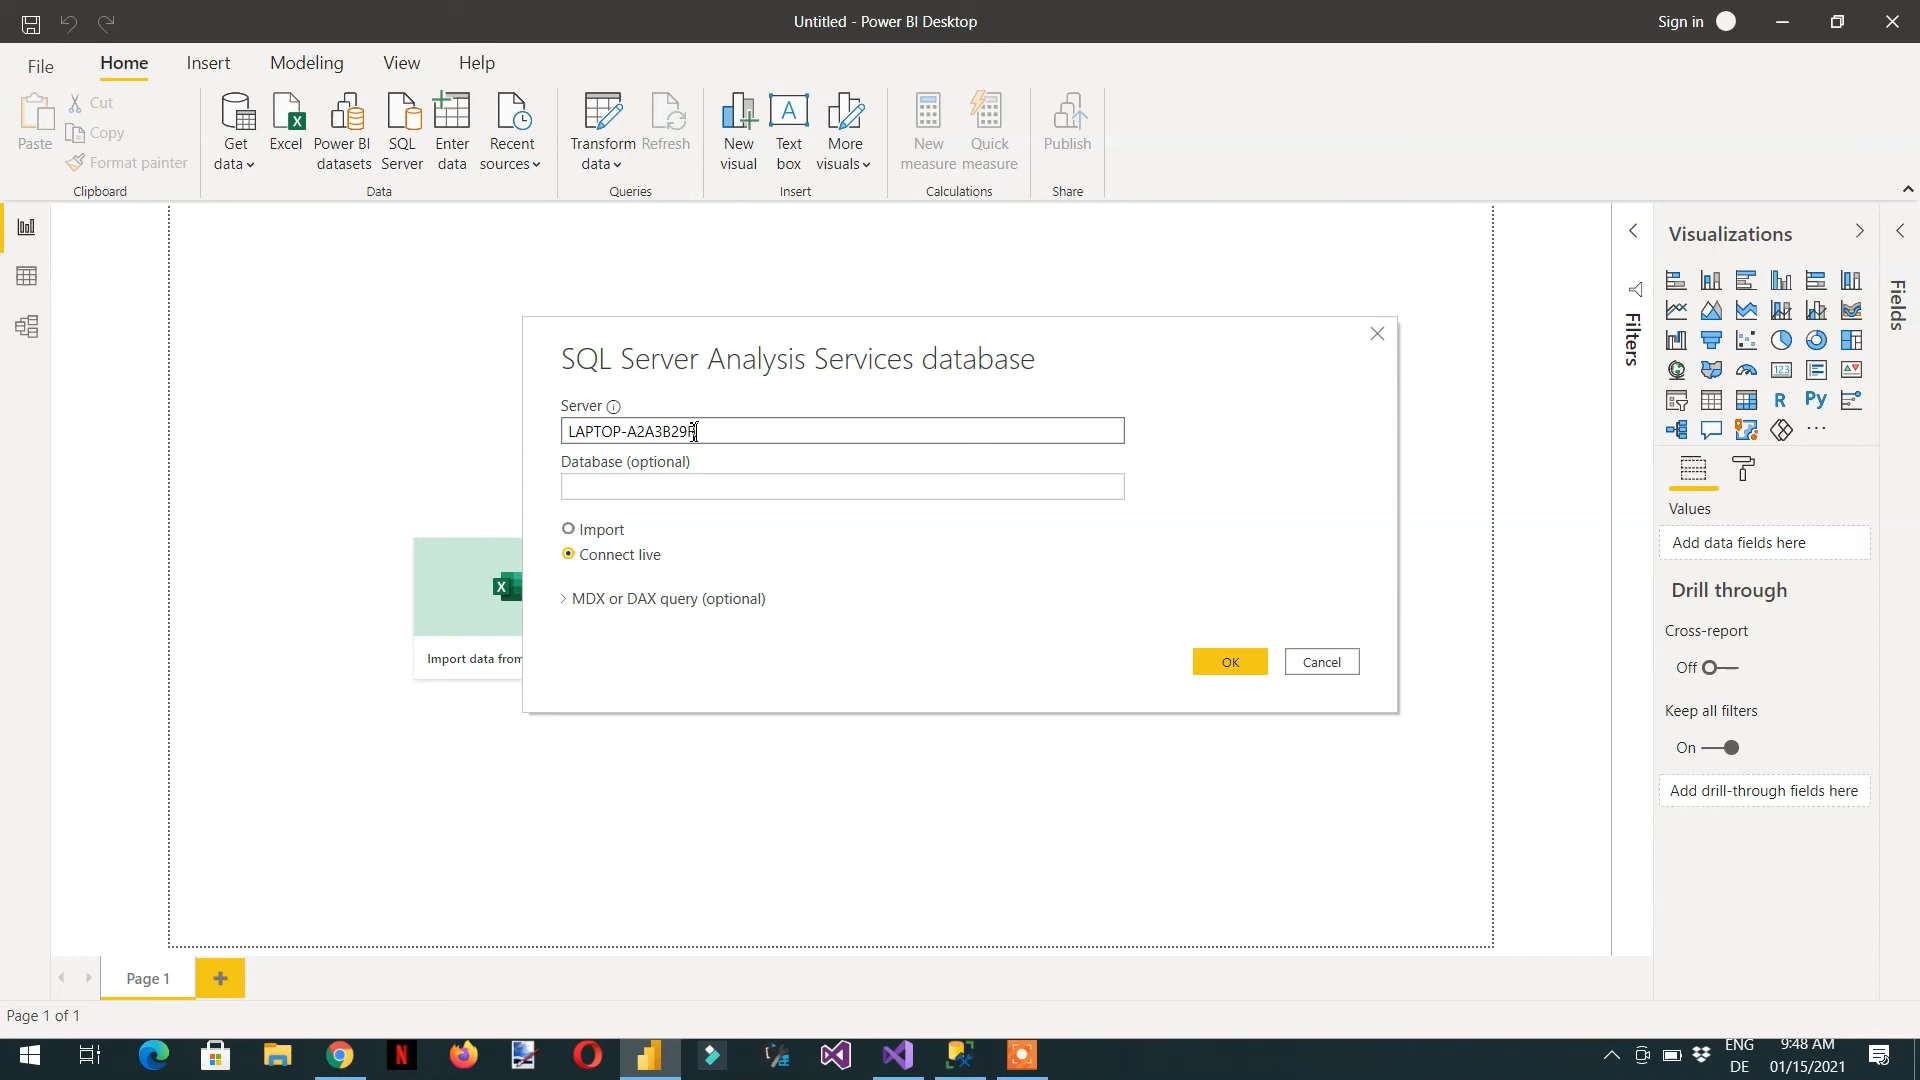 Untitled - Power BI Desktop
Sign in
File
Home
Insert
Modeling
View
Help
Paste
Cut
Copy
Format painter
Clipboard
Get
data
Excel
Power BI
datasets
SQL
Server
Enter
data
Recent
sources
Data
Transform
data
Refresh
Queries
New
visual
Text
box
More
visuals
Insert
New
measure
Quick
measure
Calculations
Publish
Share
SQL Server Analysis Services database
Server
Database (optional)
Import
Connect live
MDX or DAX query (optional)
OK
Cancel
Import data from
Filters
Visualizations
Fields
123
R
Py
Values
Add data fields here
Drill through
Cross-report
Off
Keep all filters
On
Add drill-through fields here
Page 1
Page 1 of 1
ENG
DE
9:48 AM
01/15/2021